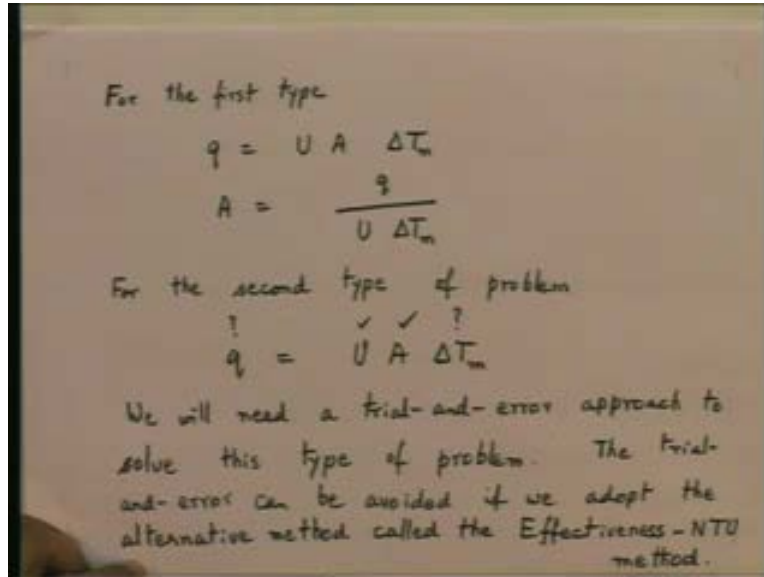 For the first type
q = U A ΔTm
A = q / U ΔTm
For the second type of problem
? ✓ ✓ ?
q = U A ΔTm
We will need a trial-and-error approach to
solve this type of problem. The trial-
and-error can be avoided if we adopt the
alternative method called the Effectiveness-NTU
method.